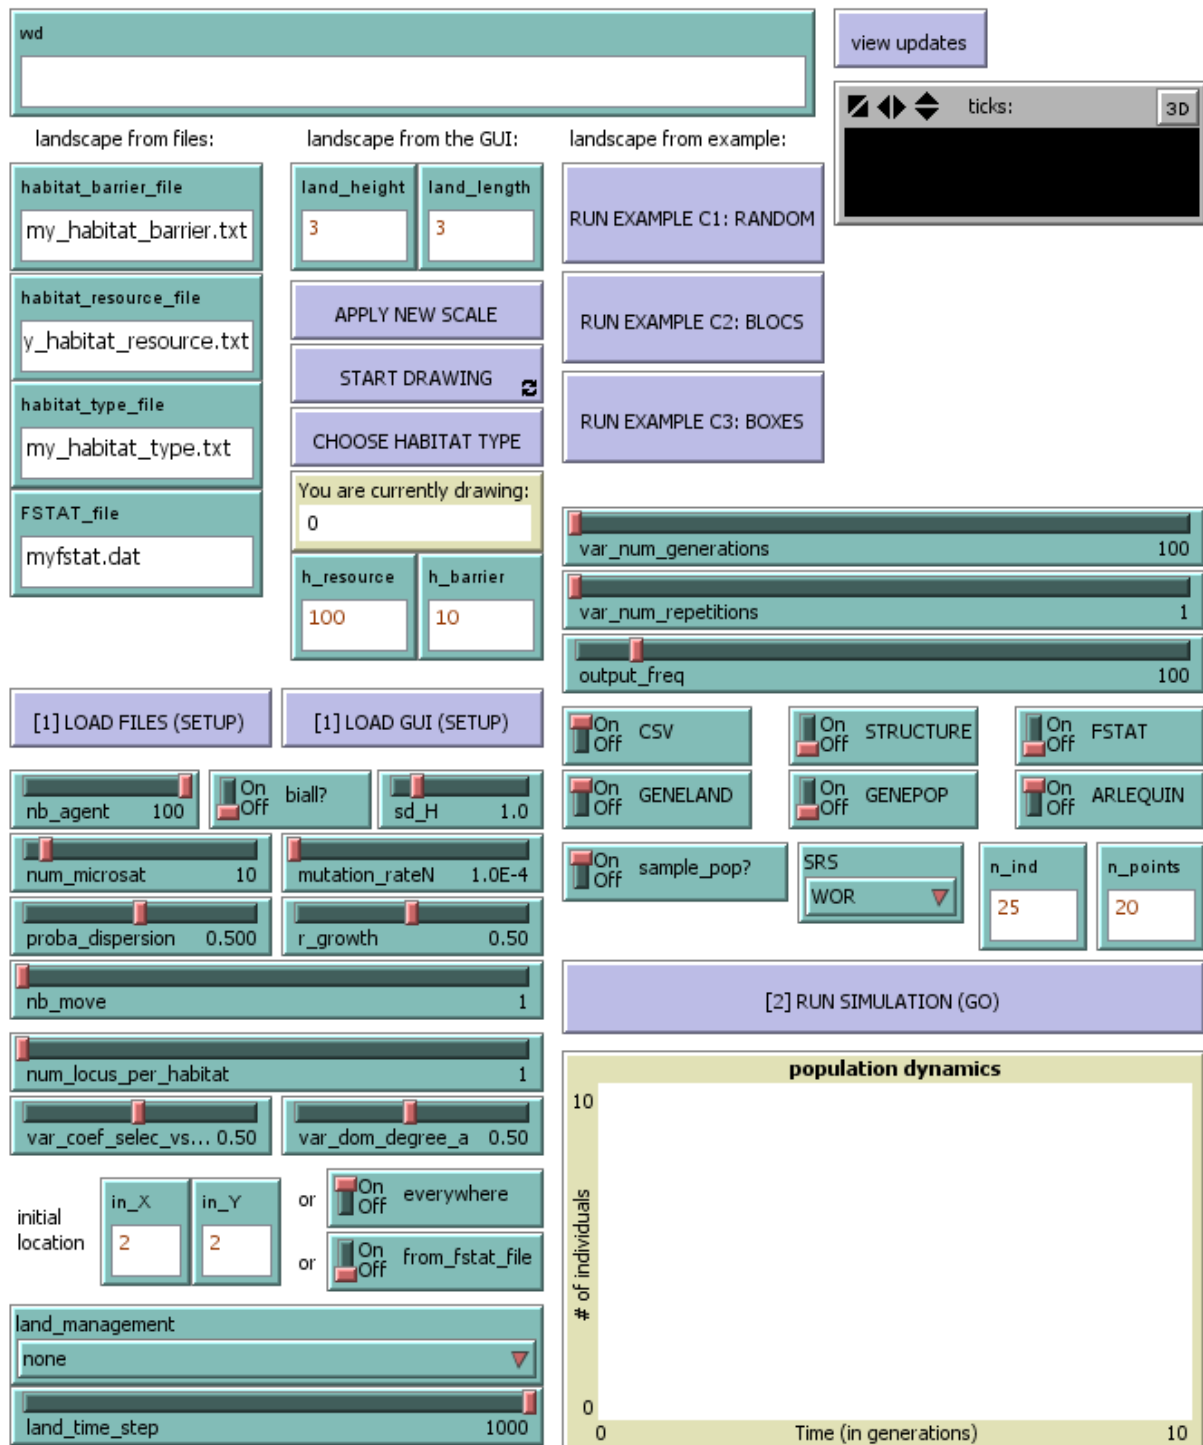 wd
view updates
ticks:
3D
landscape from files:
landscape from the GUI:
landscape from example:
habitat_barrier_file
my_habitat_barrier.txt
habitat_resource_file
y_habitat_resource.txt
habitat_type_file
my_habitat_type.txt
FSTAT_file
myfstat.dat
land_height
3
land_length
3
APPLY NEW SCALE
START DRAWING
CHOOSE HABITAT TYPE
You are currently drawing:
0
h_resource
100
h_barrier
10
RUN EXAMPLE C1: RANDOM
RUN EXAMPLE C2: BLOCS
RUN EXAMPLE C3: BOXES
var_num_generations 100
var_num_repetitions 1
output_freq 100
[1] LOAD FILES (SETUP)
[1] LOAD GUI (SETUP)
On
Off
CSV
On
Off
STRUCTURE
On
Off
FSTAT
On
Off
GENELAND
On
Off
GENEPOP
On
Off
ARLEQUIN
nb_agent 100
On
Off
biall?
sd_H 1.0
num_microsat 10
mutation_rateN 1.0E-4
proba_dispersion 0.500
r_growth 0.50
nb_move 1
num_locus_per_habitat 1
var_coef_selec_vs... 0.50
var_dom_degree_a 0.50
On
Off
sample_pop?
SRS
WOR
n_ind
25
n_points
20
[2] RUN SIMULATION (GO)
initial
location
in_X
2
in_Y
2
or
On
Off
everywhere
or
On
Off
from_fstat_file
land_management
none
land_time_step 1000
population dynamics
10
# of individuals
0
0
Time (in generations)
10